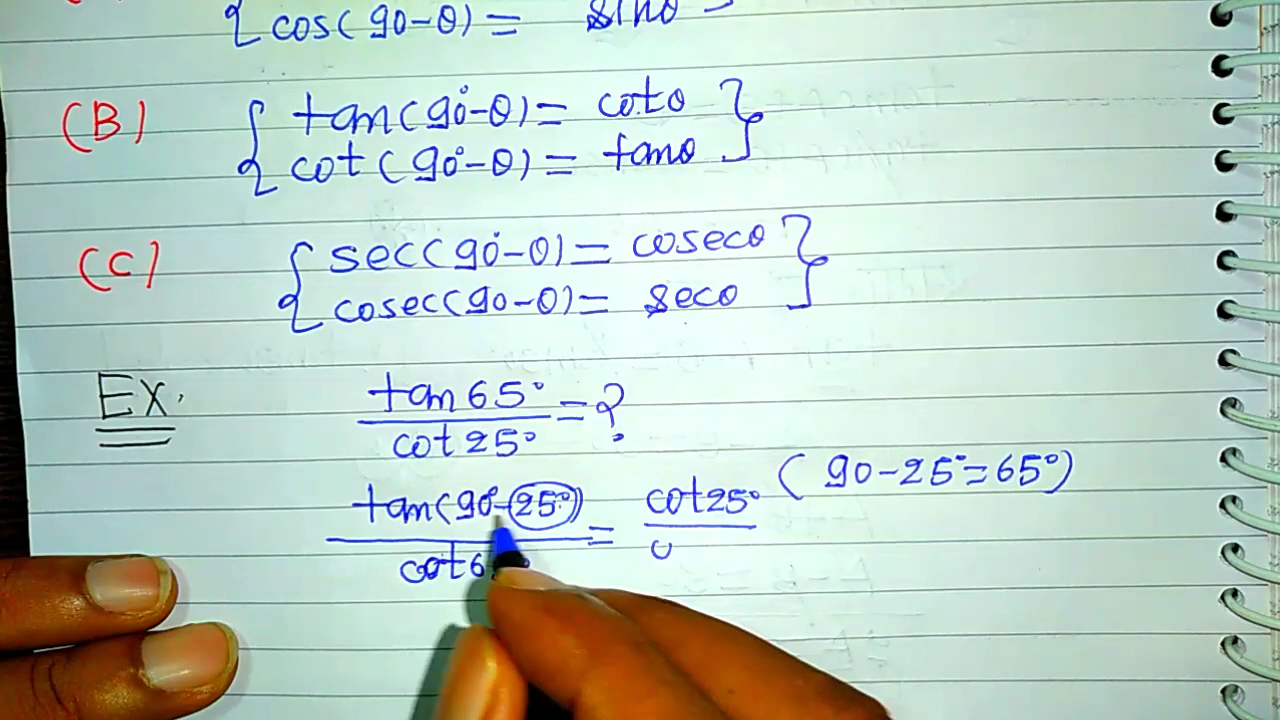 { cos(90-θ) = sinθ
(B) { tan(90°-θ) = cotθ }
{ cot(90°-θ) = tanθ }
(C) { sec(90°-θ) = cosecθ }
{ cosec(90-θ) = secθ }
Ex. tan65° = ?
cot25°
tan(90°-25°) = cot25° (90-25°=65°)
cot6 c